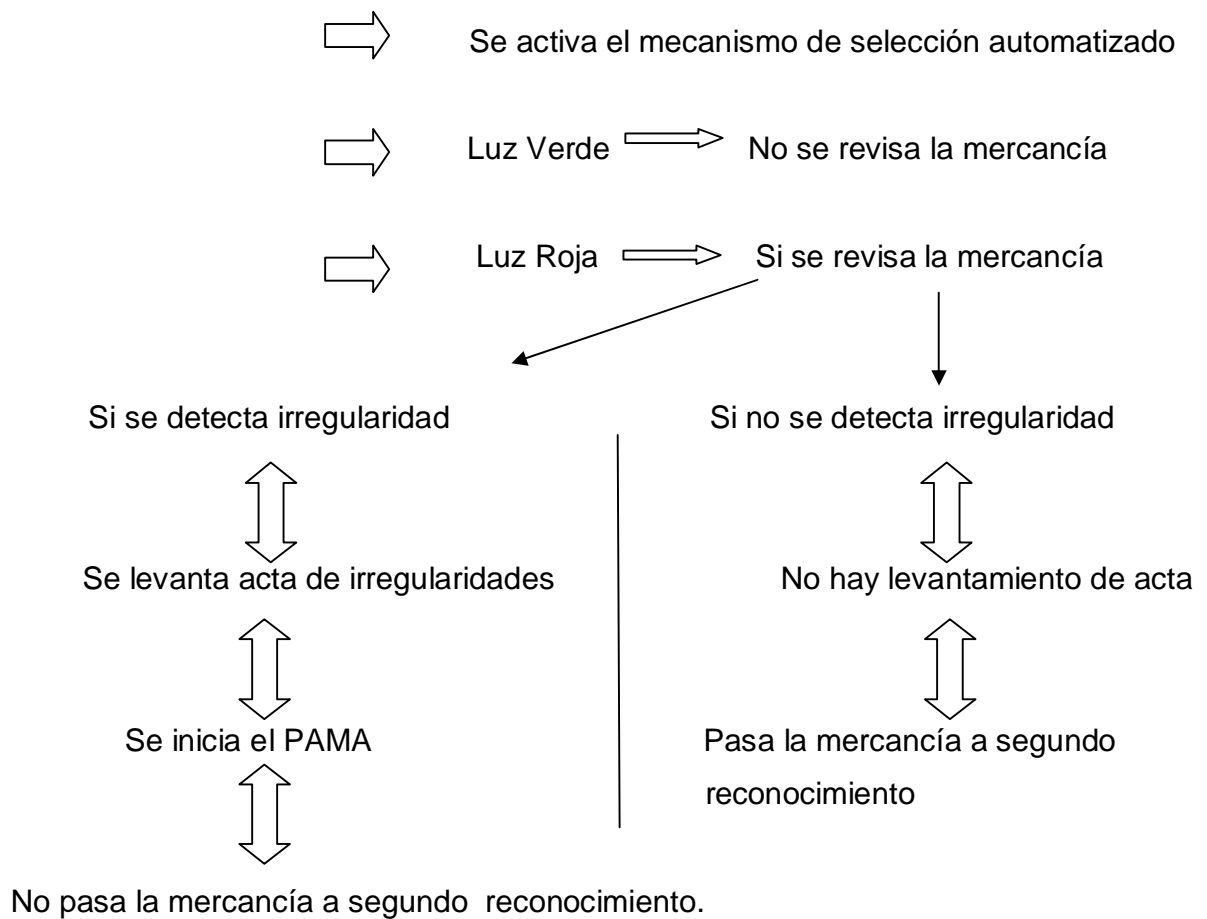 Se activa el mecanismo de selección automatizado
Luz Verde No se revisa la mercancía
Luz Roja Si se revisa la mercancía
Si se detecta irregularidad
Si no se detecta irregularidad
Se levanta acta de irregularidades
No hay levantamiento de acta
Se inicia el PAMA
Pasa la mercancía a segundo
reconocimiento
No pasa la mercancía a segundo reconocimiento.